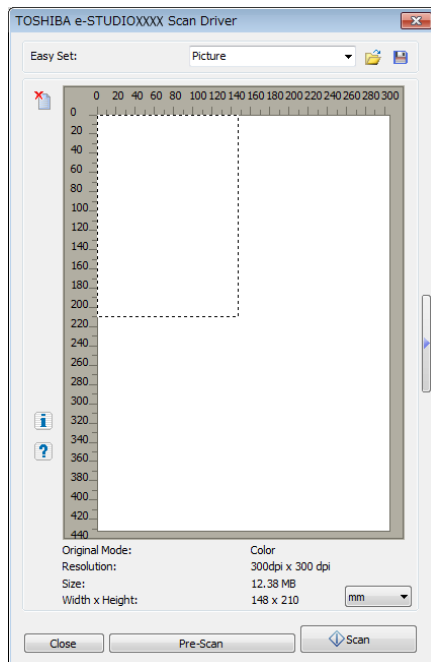 TOSHIBA e-STUDIOXXXX Scan Driver
Easy Set: Picture
0 20 40 60 80 100 120 140 160 180 200 220 240 260 280 300
0
20
40
60
80
100
120
140
160
180
200
220
240
260
280
300
320
340
360
380
400
420
440
Original Mode: Color
Resolution: 300dpi x 300 dpi
Size: 12.38 MB
Width x Height: 148 x 210 mm
Close Pre-Scan Scan